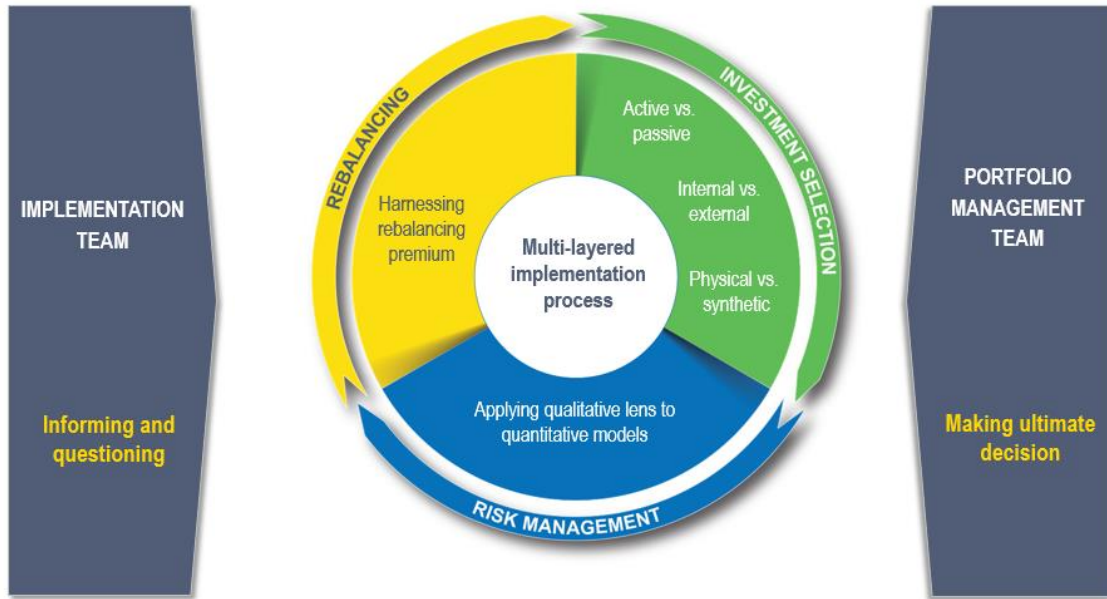 IMPLEMENTATION
TEAM
Informing and
questioning
REBALANCING
Harnessing
rebalancing
premium
Multi-layered
implementation
process
INVESTMENT SELECTION
Active vs.
passive
Internal vs.
external
Physical vs.
synthetic
Applying qualitative lens to
quantitative models
RISK MANAGEMENT
PORTFOLIO
MANAGEMENT
TEAM
Making ultimate
decision